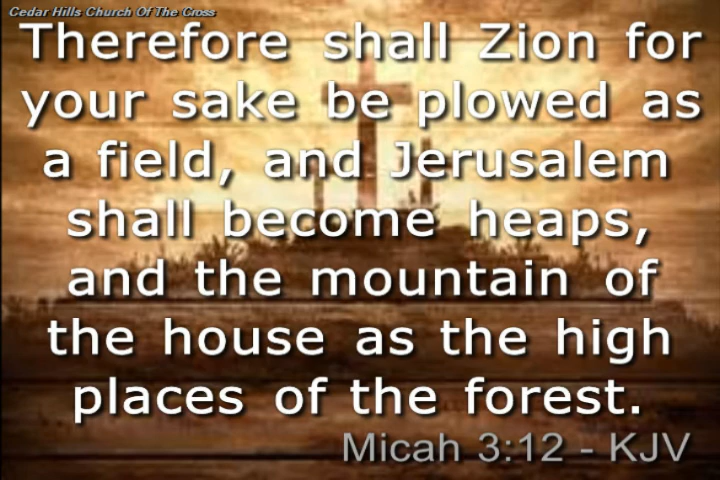 Cedar Hills Church Of The Cross
Therefore shall Zion for
your sake be plowed as
a field, and Jerusalem
shall become heaps,
and the mountain of
the house as the high
places of the forest.
Micah 3:12 - KJV